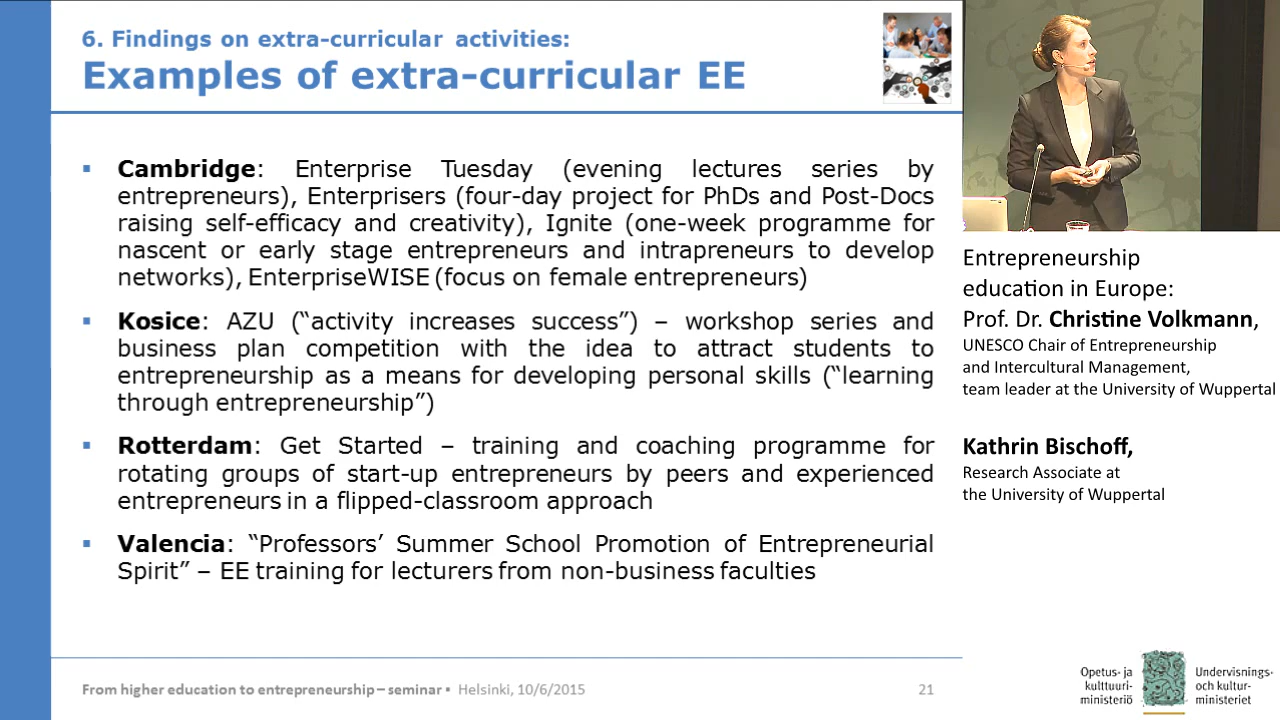 6. Findings on extra-curricular activities:
Examples of extra-curricular EE
▪ Cambridge: Enterprise Tuesday (evening lectures series by
entrepreneurs), Enterprisers (four-day project for PhDs and Post-Docs
raising self-efficacy and creativity), Ignite (one-week programme for
nascent or early stage entrepreneurs and intrapreneurs to develop
networks), EnterpriseWISE (focus on female entrepreneurs)
▪ Kosice: AZU (“activity increases success”) – workshop series and
business plan competition with the idea to attract students to
entrepreneurship as a means for developing personal skills (“learning
through entrepreneurship”)
▪ Rotterdam: Get Started – training and coaching programme for
rotating groups of start-up entrepreneurs by peers and experienced
entrepreneurs in a flipped-classroom approach
▪ Valencia: “Professors’ Summer School Promotion of Entrepreneurial
Spirit” – EE training for lecturers from non-business faculties
From higher education to entrepreneurship – seminar ▪ Helsinki, 10/6/2015
21
Entrepreneurship
education in Europe:
Prof. Dr. Christine Volkmann,
UNESCO Chair of Entrepreneurship
and Intercultural Management,
team leader at the University of Wuppertal
Kathrin Bischoff,
Research Associate at
the University of Wuppertal
Opetus- ja
kulttuuri-
ministeriö
Undervisnings-
och kultur-
ministeriet